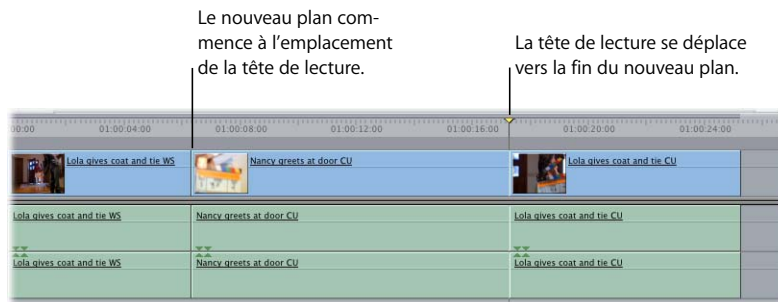 Le nouveau plan com-
mence à l'emplacement
de la tête de lecture.
La tête de lecture se déplace
vers la fin du nouveau plan.
00:00 01:00:04:00 01:00:08:00 01:00:12:00 01:00:16:00 01:00:20:00 01:00:24:00
Lola gives coat and tie WS Nancy greets at door CU Lola gives coat and tie CU
Lola gives coat and tie WS Nancy greets at door CU Lola gives coat and tie CU
Lola gives coat and tie WS Nancy greets at door CU Lola gives coat and tie CU